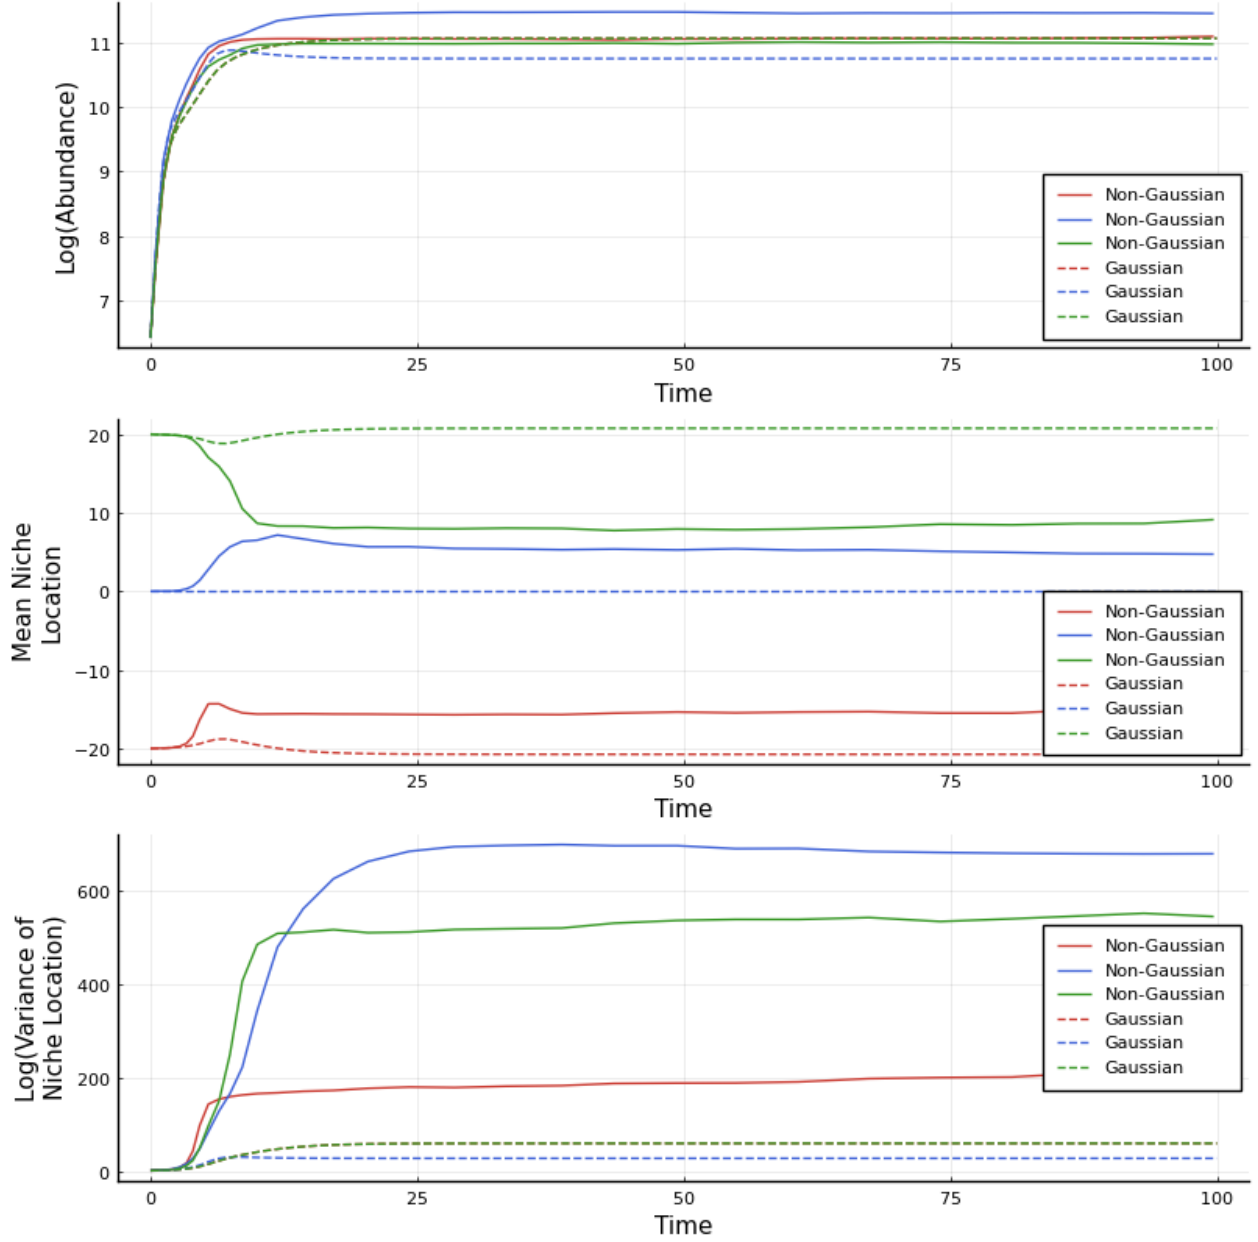 11
10
9
8
7
Log(Abundance)
Non-Gaussian
Non-Gaussian
Non-Gaussian
Gaussian
Gaussian
Gaussian
0 25 50 75 100
Time
20
10
0
−10
−20
Mean Niche
Location
Non-Gaussian
Non-Gaussian
Non-Gaussian
Gaussian
Gaussian
Gaussian
0 25 50 75 100
Time
600
400
200
0
Log(Variance of
Niche Location)
Non-Gaussian
Non-Gaussian
Non-Gaussian
Gaussian
Gaussian
Gaussian
0 25 50 75 100
Time